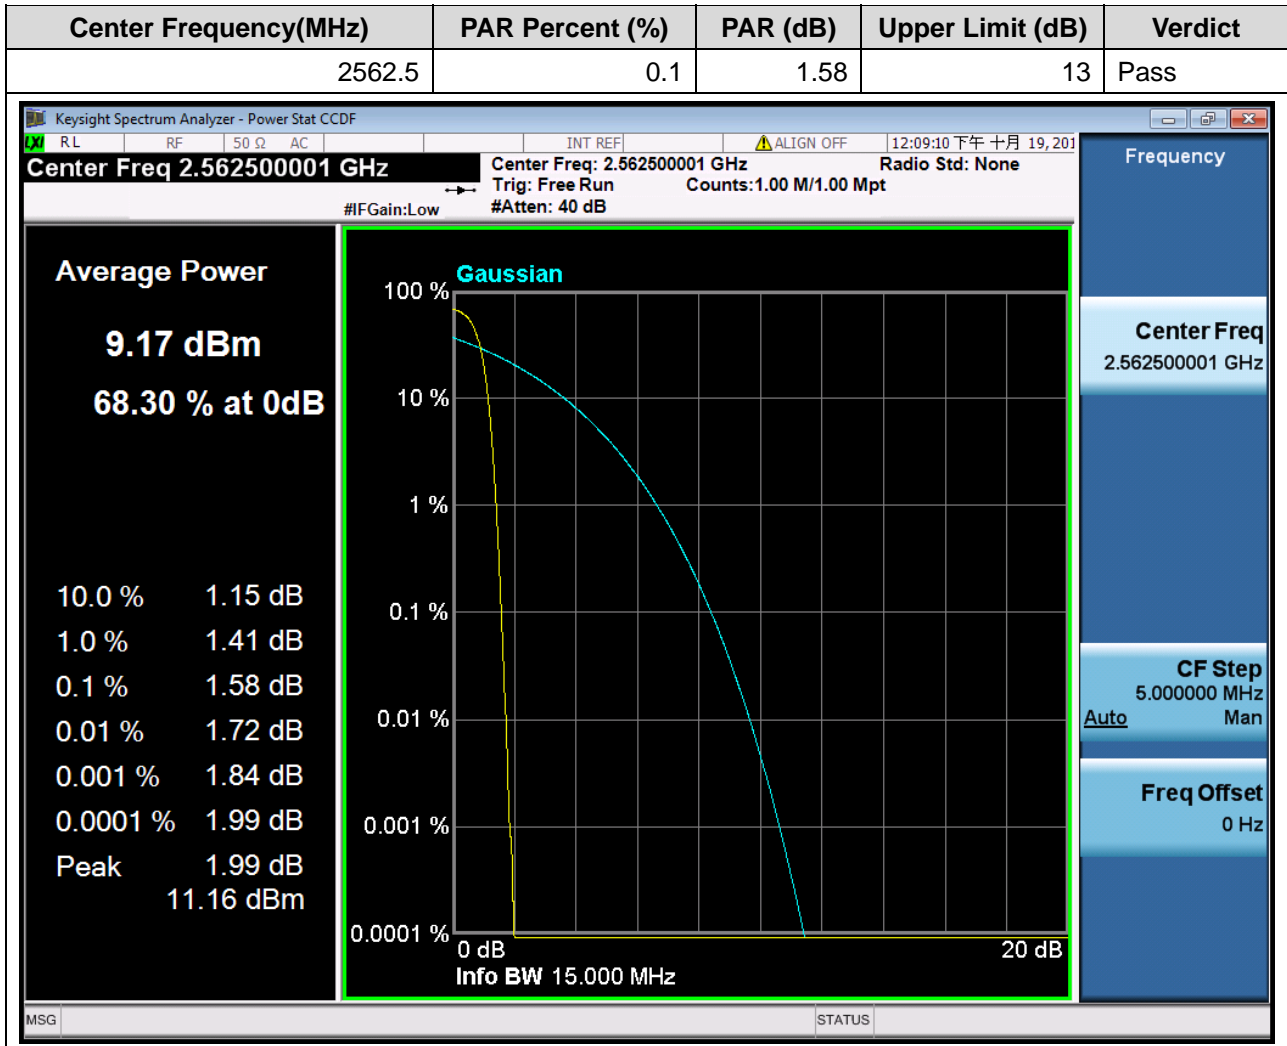 Center Frequency(MHz) PAR Percent (%) PAR (dB) Upper Limit (dB) Verdict
2562.5 0.1 1.58 13 Pass
Keysight Spectrum Analyzer - Power Stat CCDF
LXI RL RF 50 Ω AC INT REF ALIGN OFF 12:09:10 下午 十月 19, 201
Center Freq 2.562500001 GHz
Center Freq: 2.562500001 GHz Radio Std: None
Trig: Free Run Counts:1.00 M/1.00 Mpt
#IFGain:Low #Atten: 40 dB
Average Power
9.17 dBm
68.30 % at 0dB
10.0 % 1.15 dB
1.0 % 1.41 dB
0.1 % 1.58 dB
0.01 % 1.72 dB
0.001 % 1.84 dB
0.0001 % 1.99 dB
Peak 1.99 dB
11.16 dBm
Gaussian
100 %
10 %
1 %
0.1 %
0.01 %
0.001 %
0.0001 %
0 dB 20 dB
Info BW 15.000 MHz
Frequency
Center Freq
2.562500001 GHz
CF Step
5.000000 MHz
Auto Man
Freq Offset
0 Hz
MSG STATUS